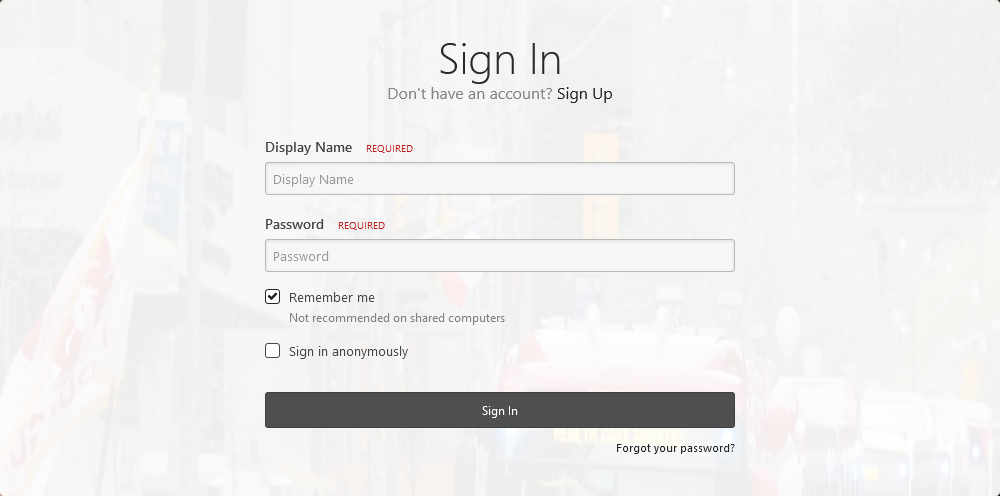 Sign In
Don't have an account? Sign Up
Display Name REQUIRED
Display Name
Password REQUIRED
Password
Remember me
Not recommended on shared computers
Sign in anonymously
Sign In
Forgot your password?